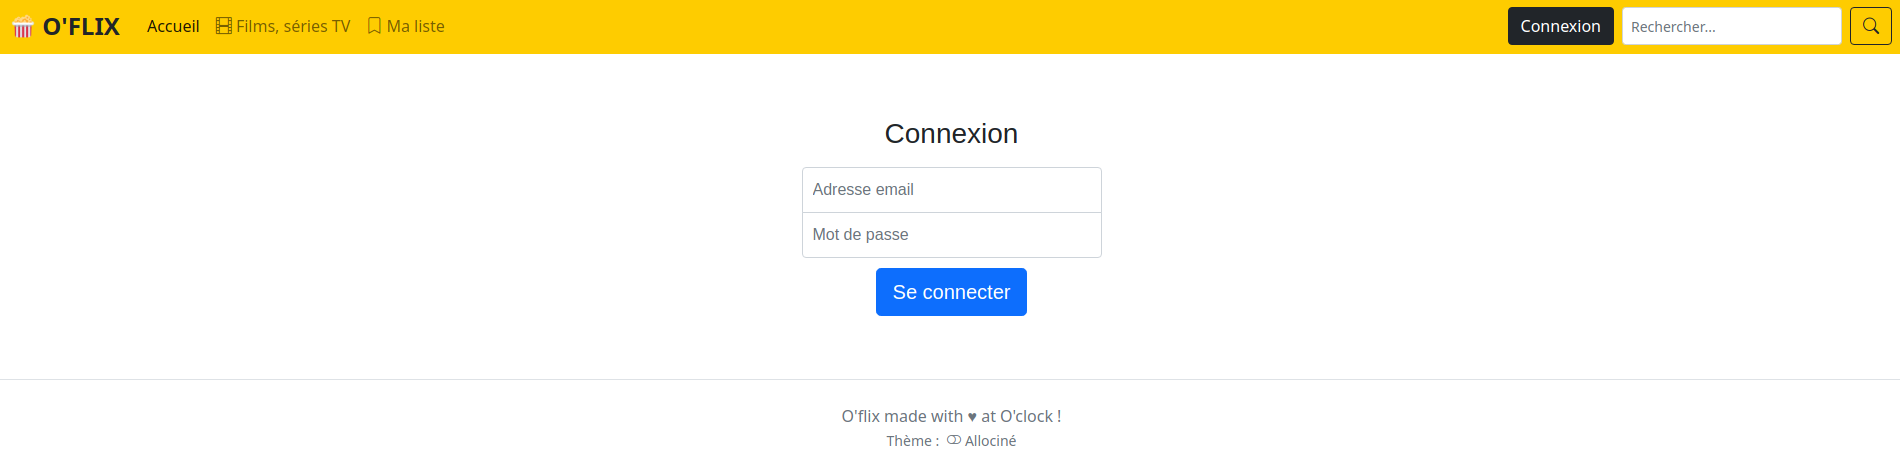 O'FLIX Accueil Films, séries TV Ma liste Connexion Rechercher...
Connexion
Adresse email
Mot de passe
Se connecter
O'flix made with ♥ at O'clock !
Thème : Allociné